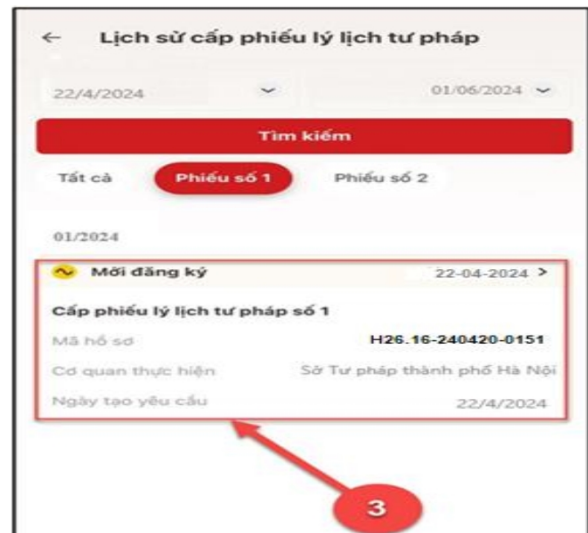 ← Lịch sử cấp phiếu lý lịch tư pháp
22/4/2024 01/06/2024
Tìm kiếm
Tất cả Phiếu số 1 Phiếu số 2
01/2024
Mới đăng ký 22-04-2024 >
Cấp phiếu lý lịch tư pháp số 1
Mã hồ sơ H26.16-240420-0151
Cơ quan thực hiện Sở Tư pháp thành phố Hà Nội
Ngày tạo yêu cầu 22/4/2024
3